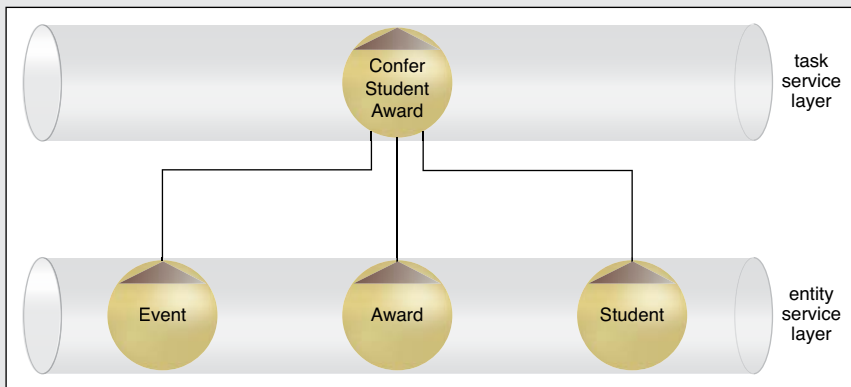 Confer
Student
Award
task
service
layer
Event
Award
Student
entity
service
layer